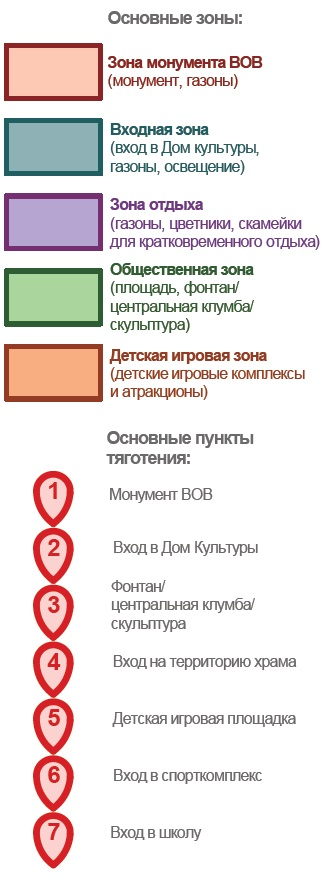 Основные зоны:
Зона монумента ВОВ
(монумент, газоны)
Входная зона
(вход в Дом культуры,
газоны, освещение)
Зона отдыха
(газоны, цветники, скамейки
для кратковременного отдыха)
Общественная зона
(площадь, фонтан/
центральная клумба/
скульптура)
Детская игровая зона
(детские игровые комплексы
и атракционы)
Основные пункты
тяготения:
1 Монумент ВОВ
2 Вход в Дом Культуры
Фонтан/
3 центральная клумба/
скульптура
4 Вход на территорию храма
5 Детская игровая площадка
6 Вход в спорткомплекс
7 Вход в школу